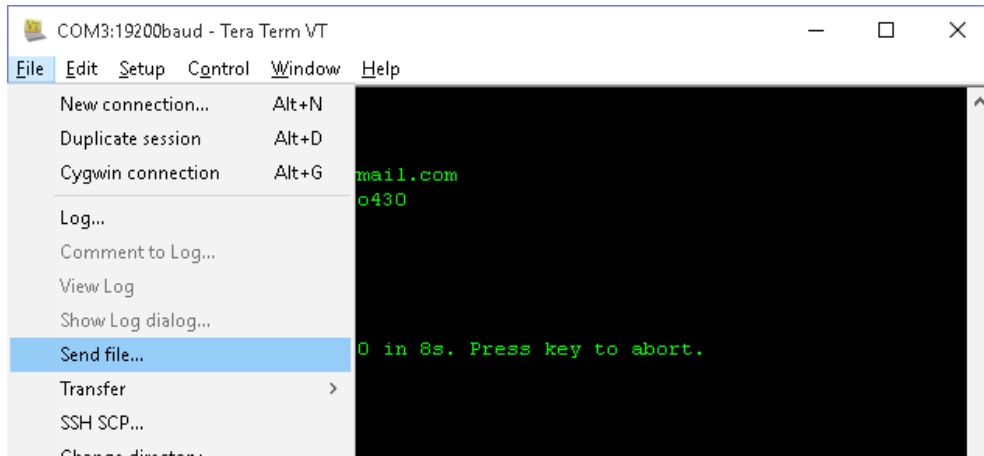 COM3:19200baud - Tera Term VT
File Edit Setup Control Window Help
New connection... Alt+N
Duplicate session Alt+D
Cygwin connection Alt+G
mail.com
o430
Log...
Comment to Log...
View Log
Show Log dialog...
Send file...
0 in 8s. Press key to abort.
Transfer >
SSH SCP...
Change directory...